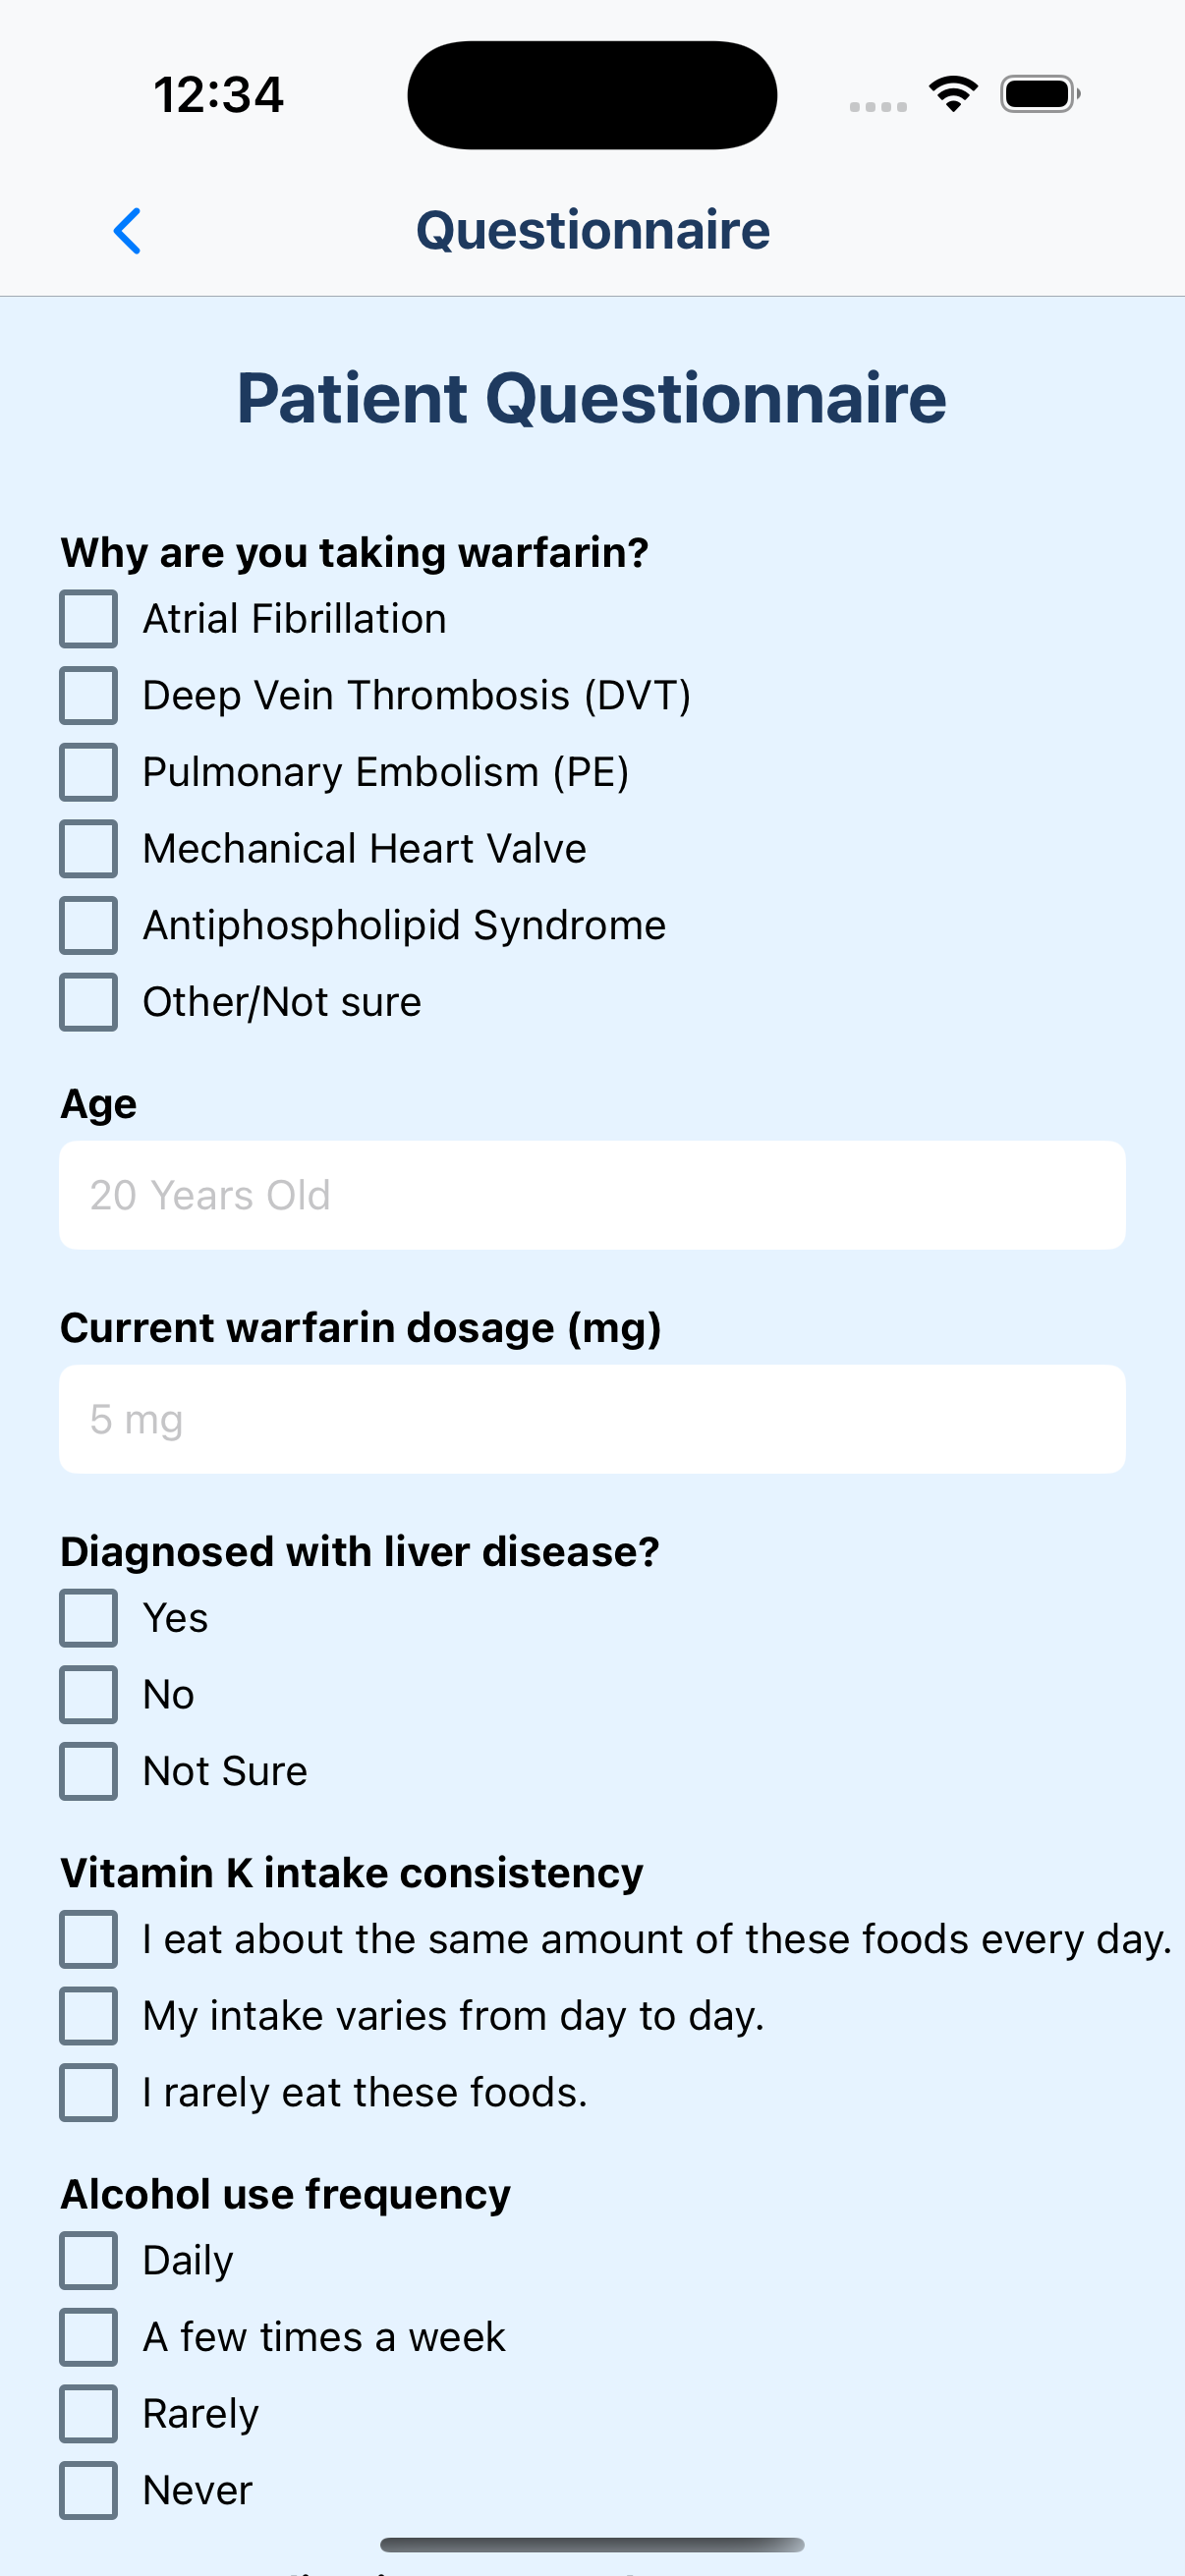 12:34
Questionnaire
Patient Questionnaire
Why are you taking warfarin?
Atrial Fibrillation
Deep Vein Thrombosis (DVT)
Pulmonary Embolism (PE)
Mechanical Heart Valve
Antiphospholipid Syndrome
Other/Not sure
Age
20 Years Old
Current warfarin dosage (mg)
5 mg
Diagnosed with liver disease?
Yes
No
Not Sure
Vitamin K intake consistency
I eat about the same amount of these foods every day.
My intake varies from day to day.
I rarely eat these foods.
Alcohol use frequency
Daily
A few times a week
Rarely
Never